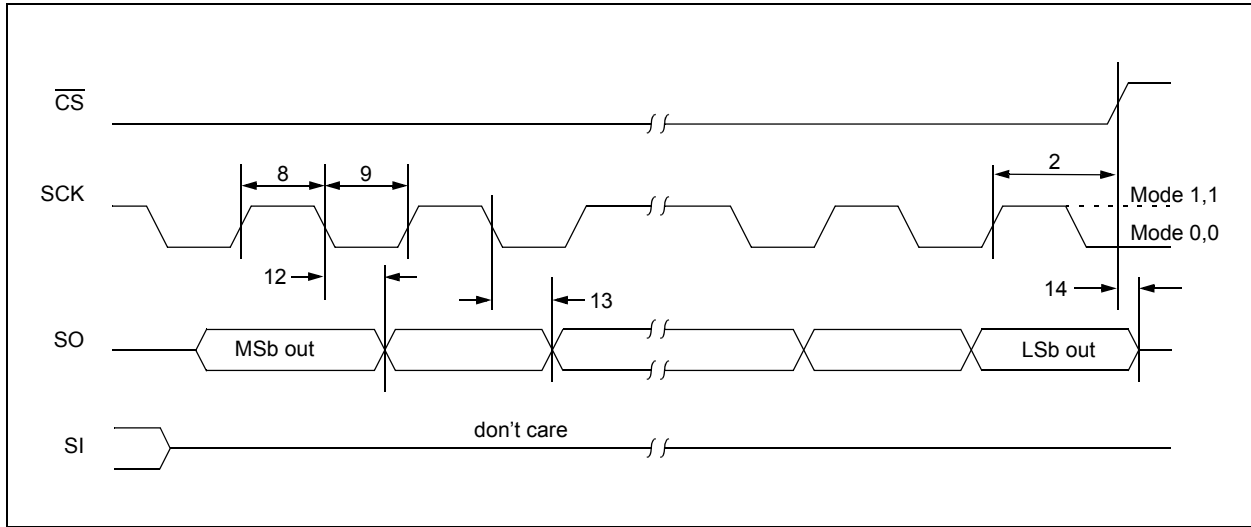 CS
2
8
9
SCK
Mode 1,1
Mode 0,0
12
13
14
SO
MSb out
LSb out
SI
don't care